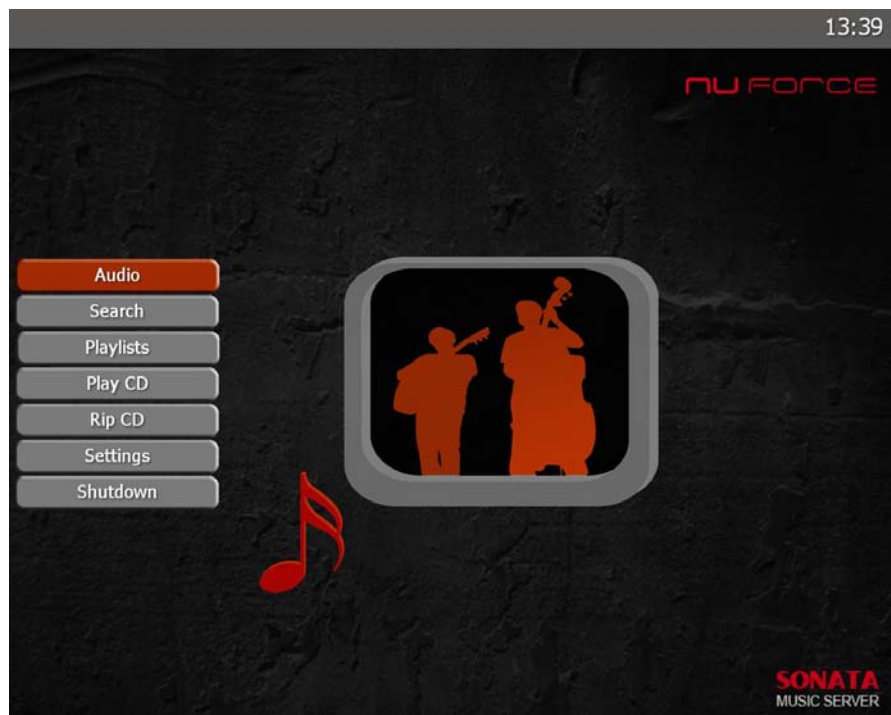 13:39
NU FORCE
Audio
Search
Playlists
Play CD
Rip CD
Settings
Shutdown
SONATA
MUSIC SERVER